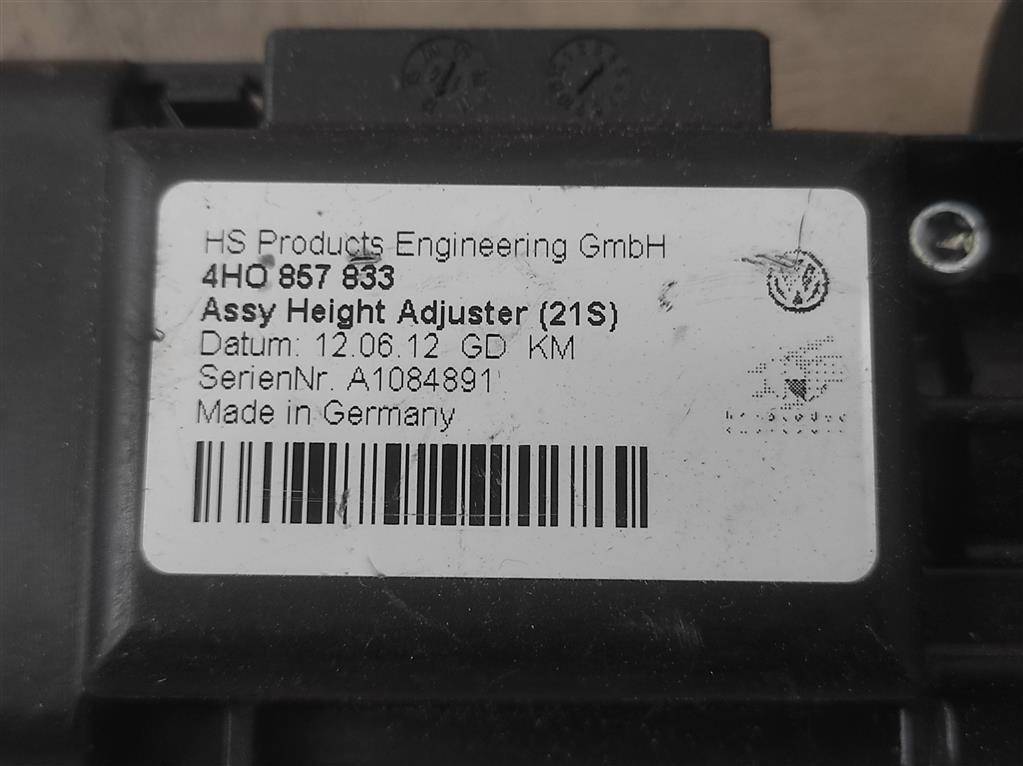 HS Products Engineering GmbH
4H0 857 833
Assy Height Adjuster (21S)
Datum: 12.06.12 GD KM
SerienNr. A1084891
Made in Germany